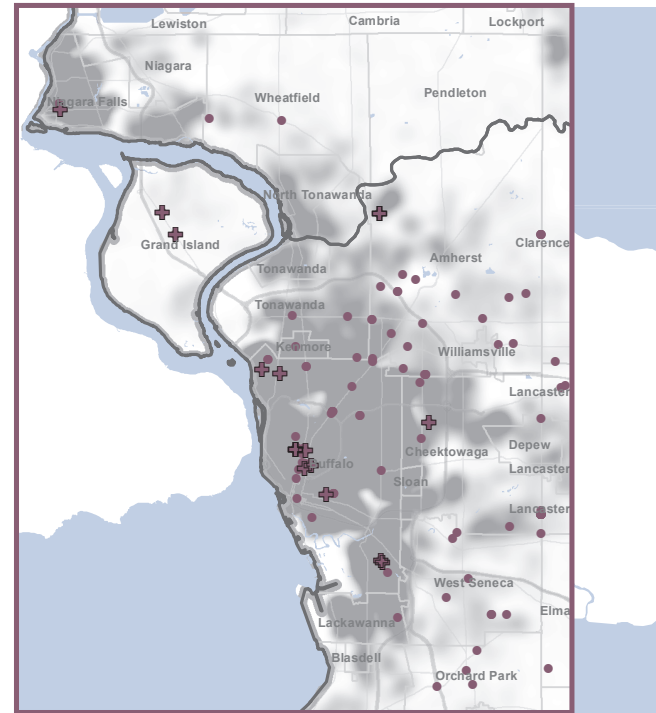 Lewiston
Cambria
Lockport
Niagara
Niagara Falls
Wheatfield
Pendleton
North Tonawanda
Grand Island
Clarence
Amherst
Tonawanda
Tonawanda
Kenmore
Williamsville
Lancaster
Depew
Cheektowaga
Buffalo
Lancaster
Sloan
Lancaster
West Seneca
Elma
Lackawanna
Blasdell
Orchard Park